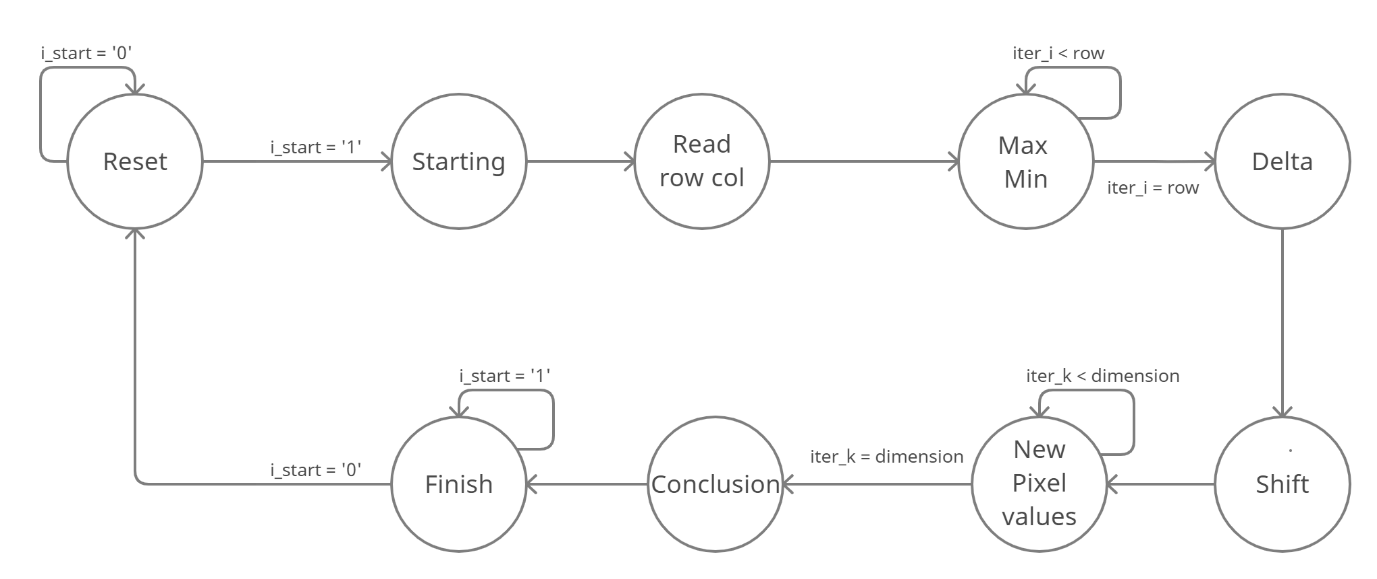 i_start = '0'
iter_i < row
Reset
i_start = '1'
Starting
Read
row col
Max
Min
iter_i = row
Delta
i_start = '1'
iter_k < dimension
i_start = '0'
Finish
Conclusion
iter_k = dimension
New
Pixel
values
Shift